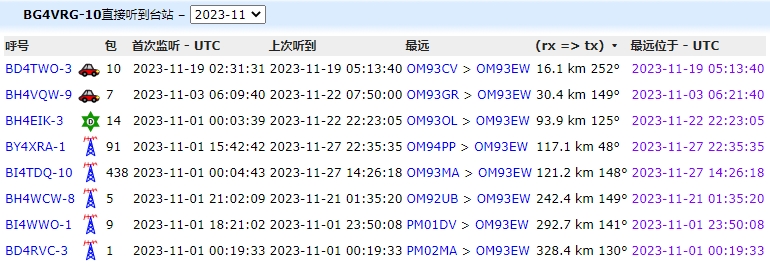 BG4VRG-10直接听到台站 – 2023-11
呼号 包 首次监听 - UTC 上次听到 最远 (rx => tx) 最远位于 - UTC
BD4TWO-3 10 2023-11-19 02:31:31 2023-11-19 05:13:40 OM93CV > OM93EW 16.1 km 252° 2023-11-19 05:13:40
BH4VQW-9 7 2023-11-03 06:09:40 2023-11-22 07:50:00 OM93GR > OM93EW 30.4 km 149° 2023-11-03 06:21:40
BH4EIK-3 D 14 2023-11-01 00:03:39 2023-11-22 22:23:05 OM93OL > OM93EW 93.9 km 125° 2023-11-22 22:23:05
BY4XRA-1 91 2023-11-01 15:42:42 2023-11-27 22:35:35 OM94PP > OM93EW 117.1 km 48° 2023-11-27 22:35:35
BI4TDQ-10 438 2023-11-01 00:04:43 2023-11-27 14:26:18 OM93MA > OM93EW 121.2 km 148° 2023-11-27 14:26:18
BH4WCW-8 5 2023-11-01 21:02:09 2023-11-21 01:35:20 OM92UB > OM93EW 242.4 km 149° 2023-11-21 01:35:20
BI4WWO-1 9 2023-11-01 18:21:02 2023-11-01 23:50:08 PM01DV > OM93EW 292.7 km 141° 2023-11-01 23:50:08
BD4RVC-3 1 2023-11-01 00:19:33 2023-11-01 00:19:33 PM02MA > OM93EW 328.4 km 130° 2023-11-01 00:19:33